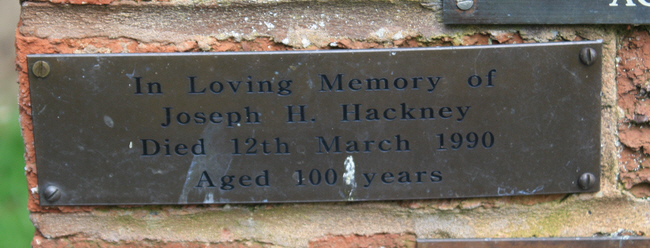 In Loving Memory of
Joseph H. Hackney
Died 12th March 1990
Aged 100 years